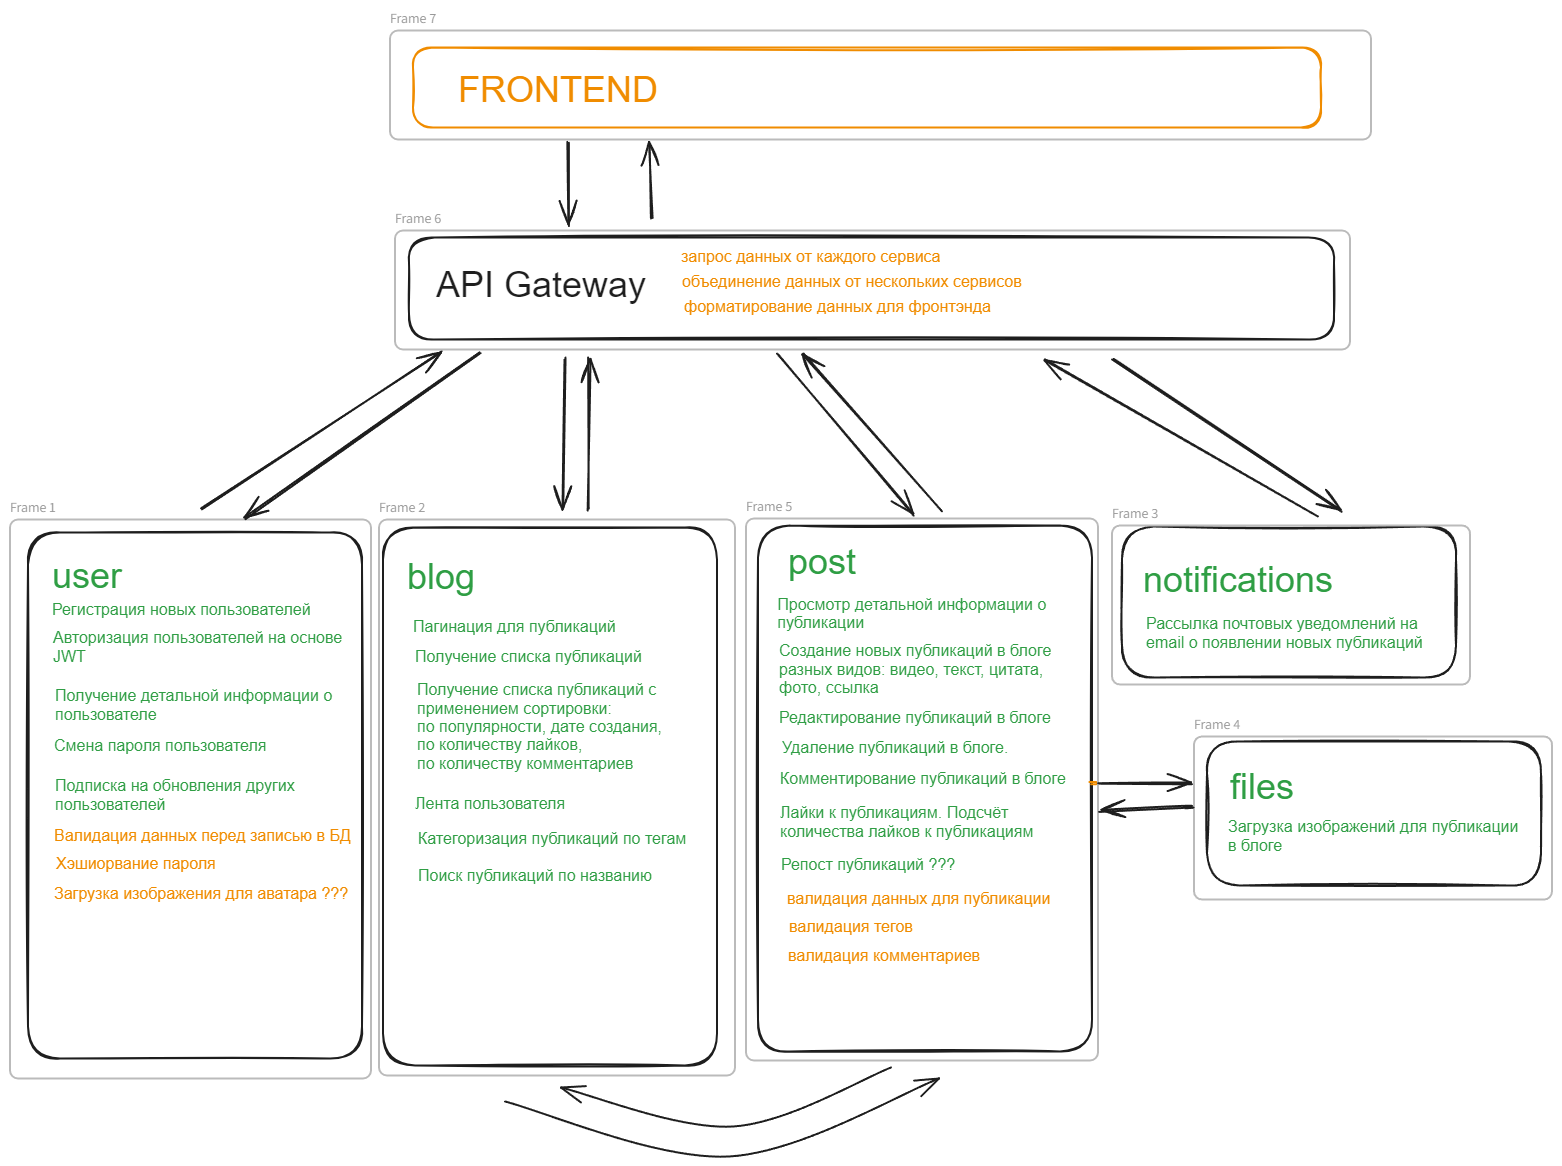 Frame 7
FRONTEND
Frame 6
API Gateway
запрос данных от каждого сервиса
объединение данных от нескольких сервисов
форматирование данных для фронтэнда
Frame 1
user
Регистрация новых пользователей
Авторизация пользователей на основе
JWT
Получение детальной информации о
пользователе
Смена пароля пользователя
Подписка на обновления других
пользователей
Валидация данных перед записью в БД
Хэшиорвание пароля
Загрузка изображения для аватара ???
Frame 2
blog
Пагинация для публикаций
Получение списка публикаций
Получение списка публикаций с
применением сортировки:
по популярности, дате создания,
по количеству лайков,
по количеству комментариев
Лента пользователя
Категоризация публикаций по тегам
Поиск публикаций по названию
Frame 5
post
Просмотр детальной информации о
публикации
Создание новых публикаций в блоге
разных видов: видео, текст, цитата,
фото, ссылка
Редактирование публикаций в блоге
Удаление публикаций в блоге.
Комментирование публикаций в блоге
Лайки к публикациям. Подсчёт
количества лайков к публикациям
Репост публикаций ???
валидация данных для публикации
валидация тегов
валидация комментариев
Frame 3
notifications
Рассылка почтовых уведомлений на
email о появлении новых публикаций
Frame 4
files
Загрузка изображений для публикации
в блоге